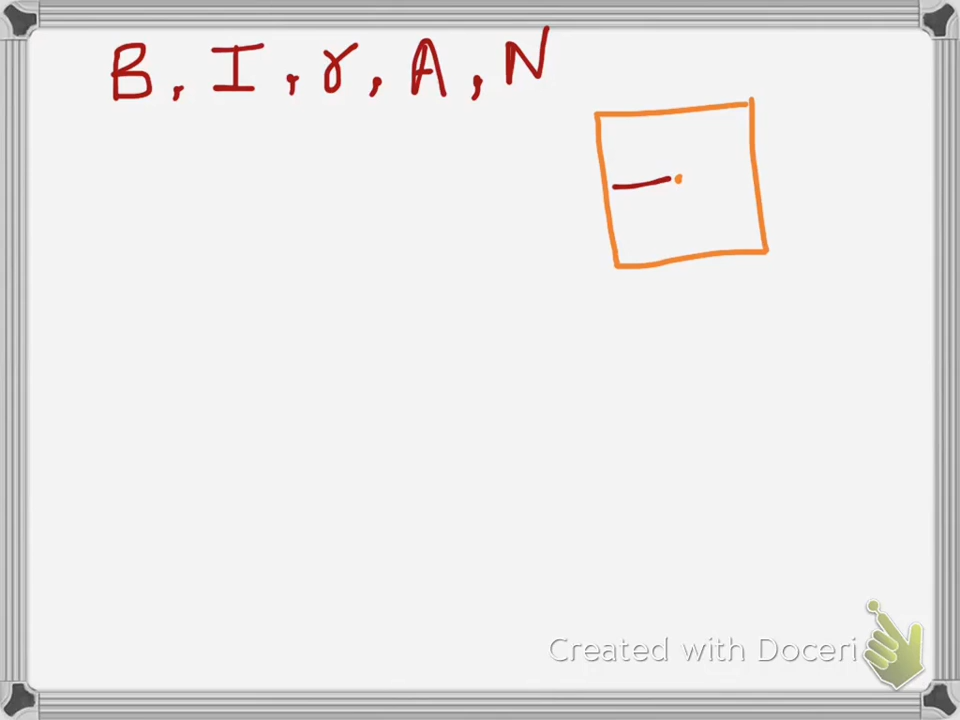 B, I, r, A, N
Created with Doceri